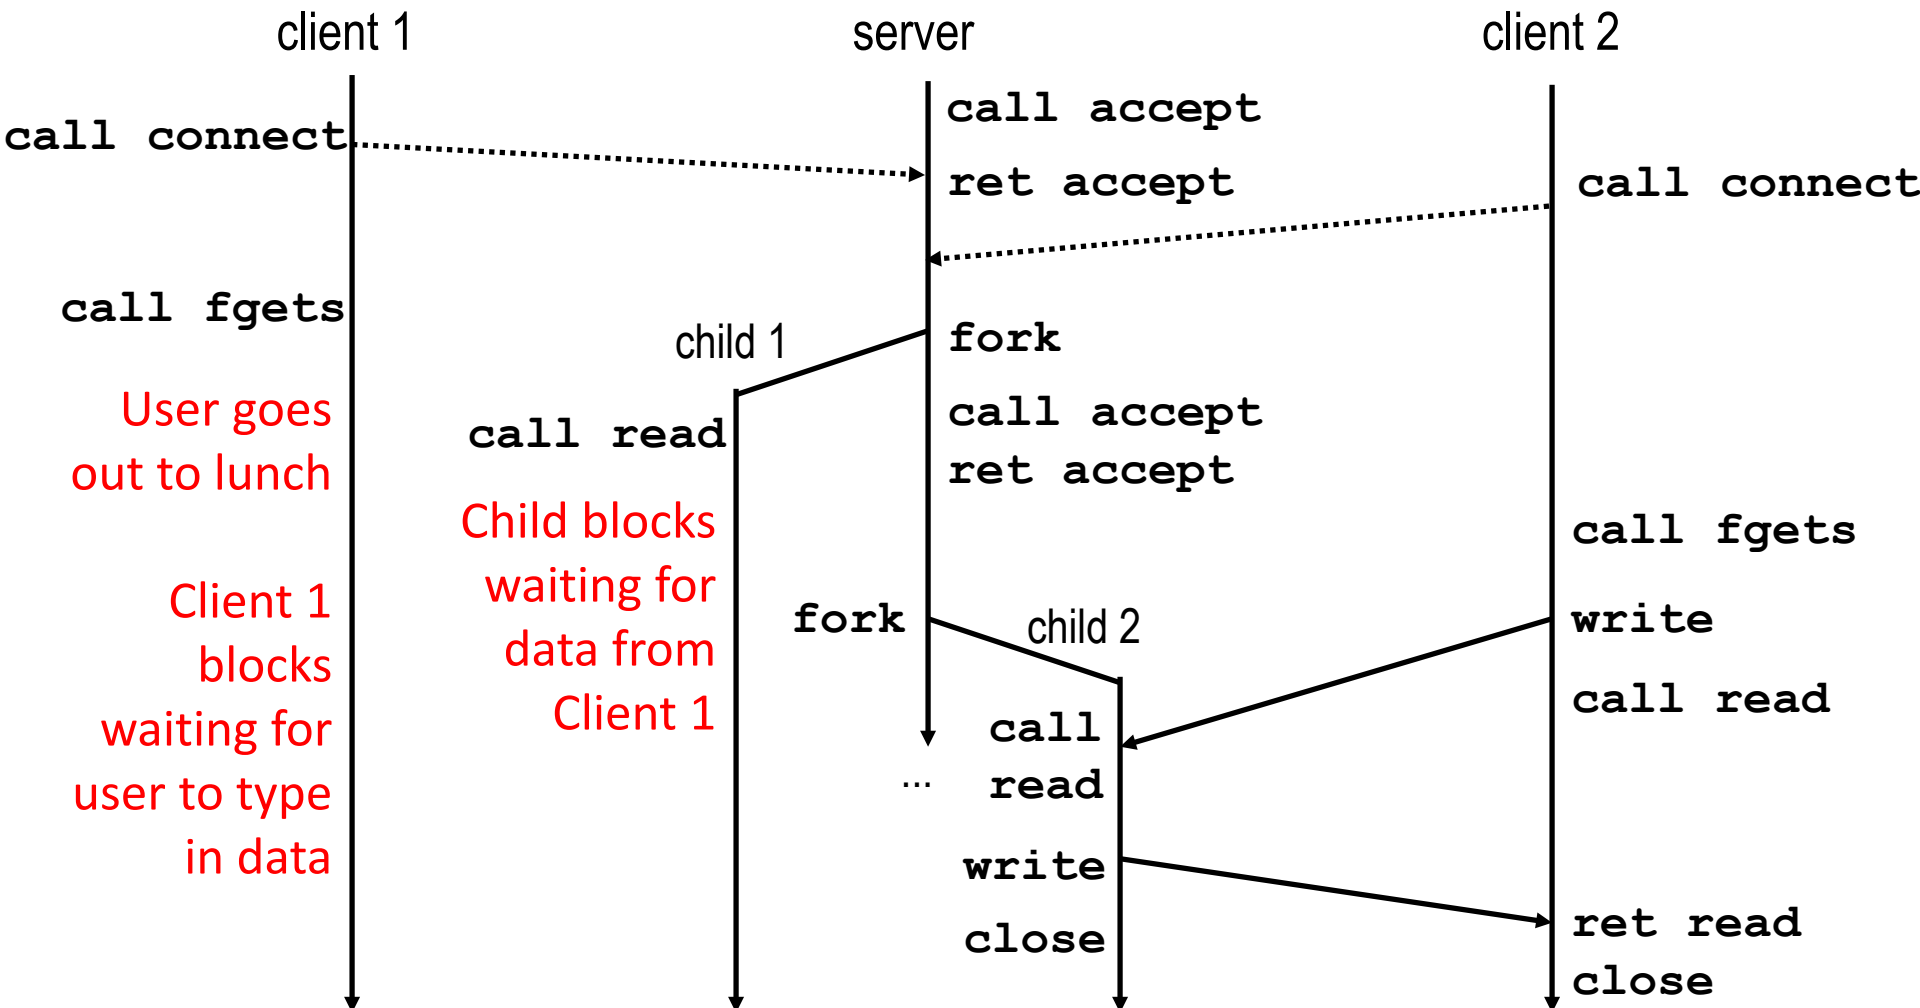 client 1
server
client 2
call connect
call accept
ret accept
call connect
call fgets
child 1
fork
User goes
out to lunch
call read
call accept
ret accept
Client 1
blocks
waiting for
user to type
in data
Child blocks
waiting for
data from
Client 1
call fgets
fork
child 2
write
call read
call
read
...
write
close
ret read
close